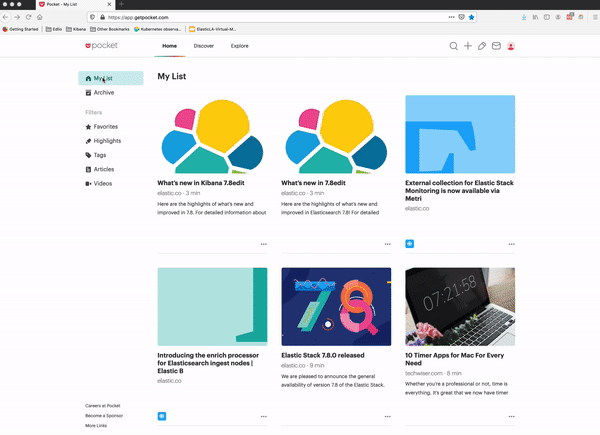 Pocket - My List
https://app.getpocket.com
Getting Started
Edlio
Other Bookmarks
Kubernetes observa...
ElasticLA-Virtual-M...
pocket
Home
Discover
Explore
My List
Archive
Filters
Favorites
Highlights
Tags
Articles
Videos
My List
What's new in Kibana 7.8edit
elastic.co · 3 min
Here are the highlights of what's new and
improved in 7.8. For detailed information about
What's new in 7.8edit
elastic.co · 3 min
Here are the highlights of what's new and
improved in Elasticsearch 7.8! For detailed
External collection for Elastic Stack
Monitoring is now available via
Metri
elastic.co
Introducing the enrich processor
for Elasticsearch ingest nodes |
Elastic B
elastic.co
7.8
Elastic Stack 7.8.0 released
elastic.co · 9 min
We are pleased to announce the general
availability of version 7.8 of the Elastic Stack.
07:21:58
10 Timer Apps for Mac For Every
Need
techwiser.com · 8 min
Whether you're a professional or not, time is
everything. It's great that we now have timer
Careers at Pocket
Become a Sponsor
More Links